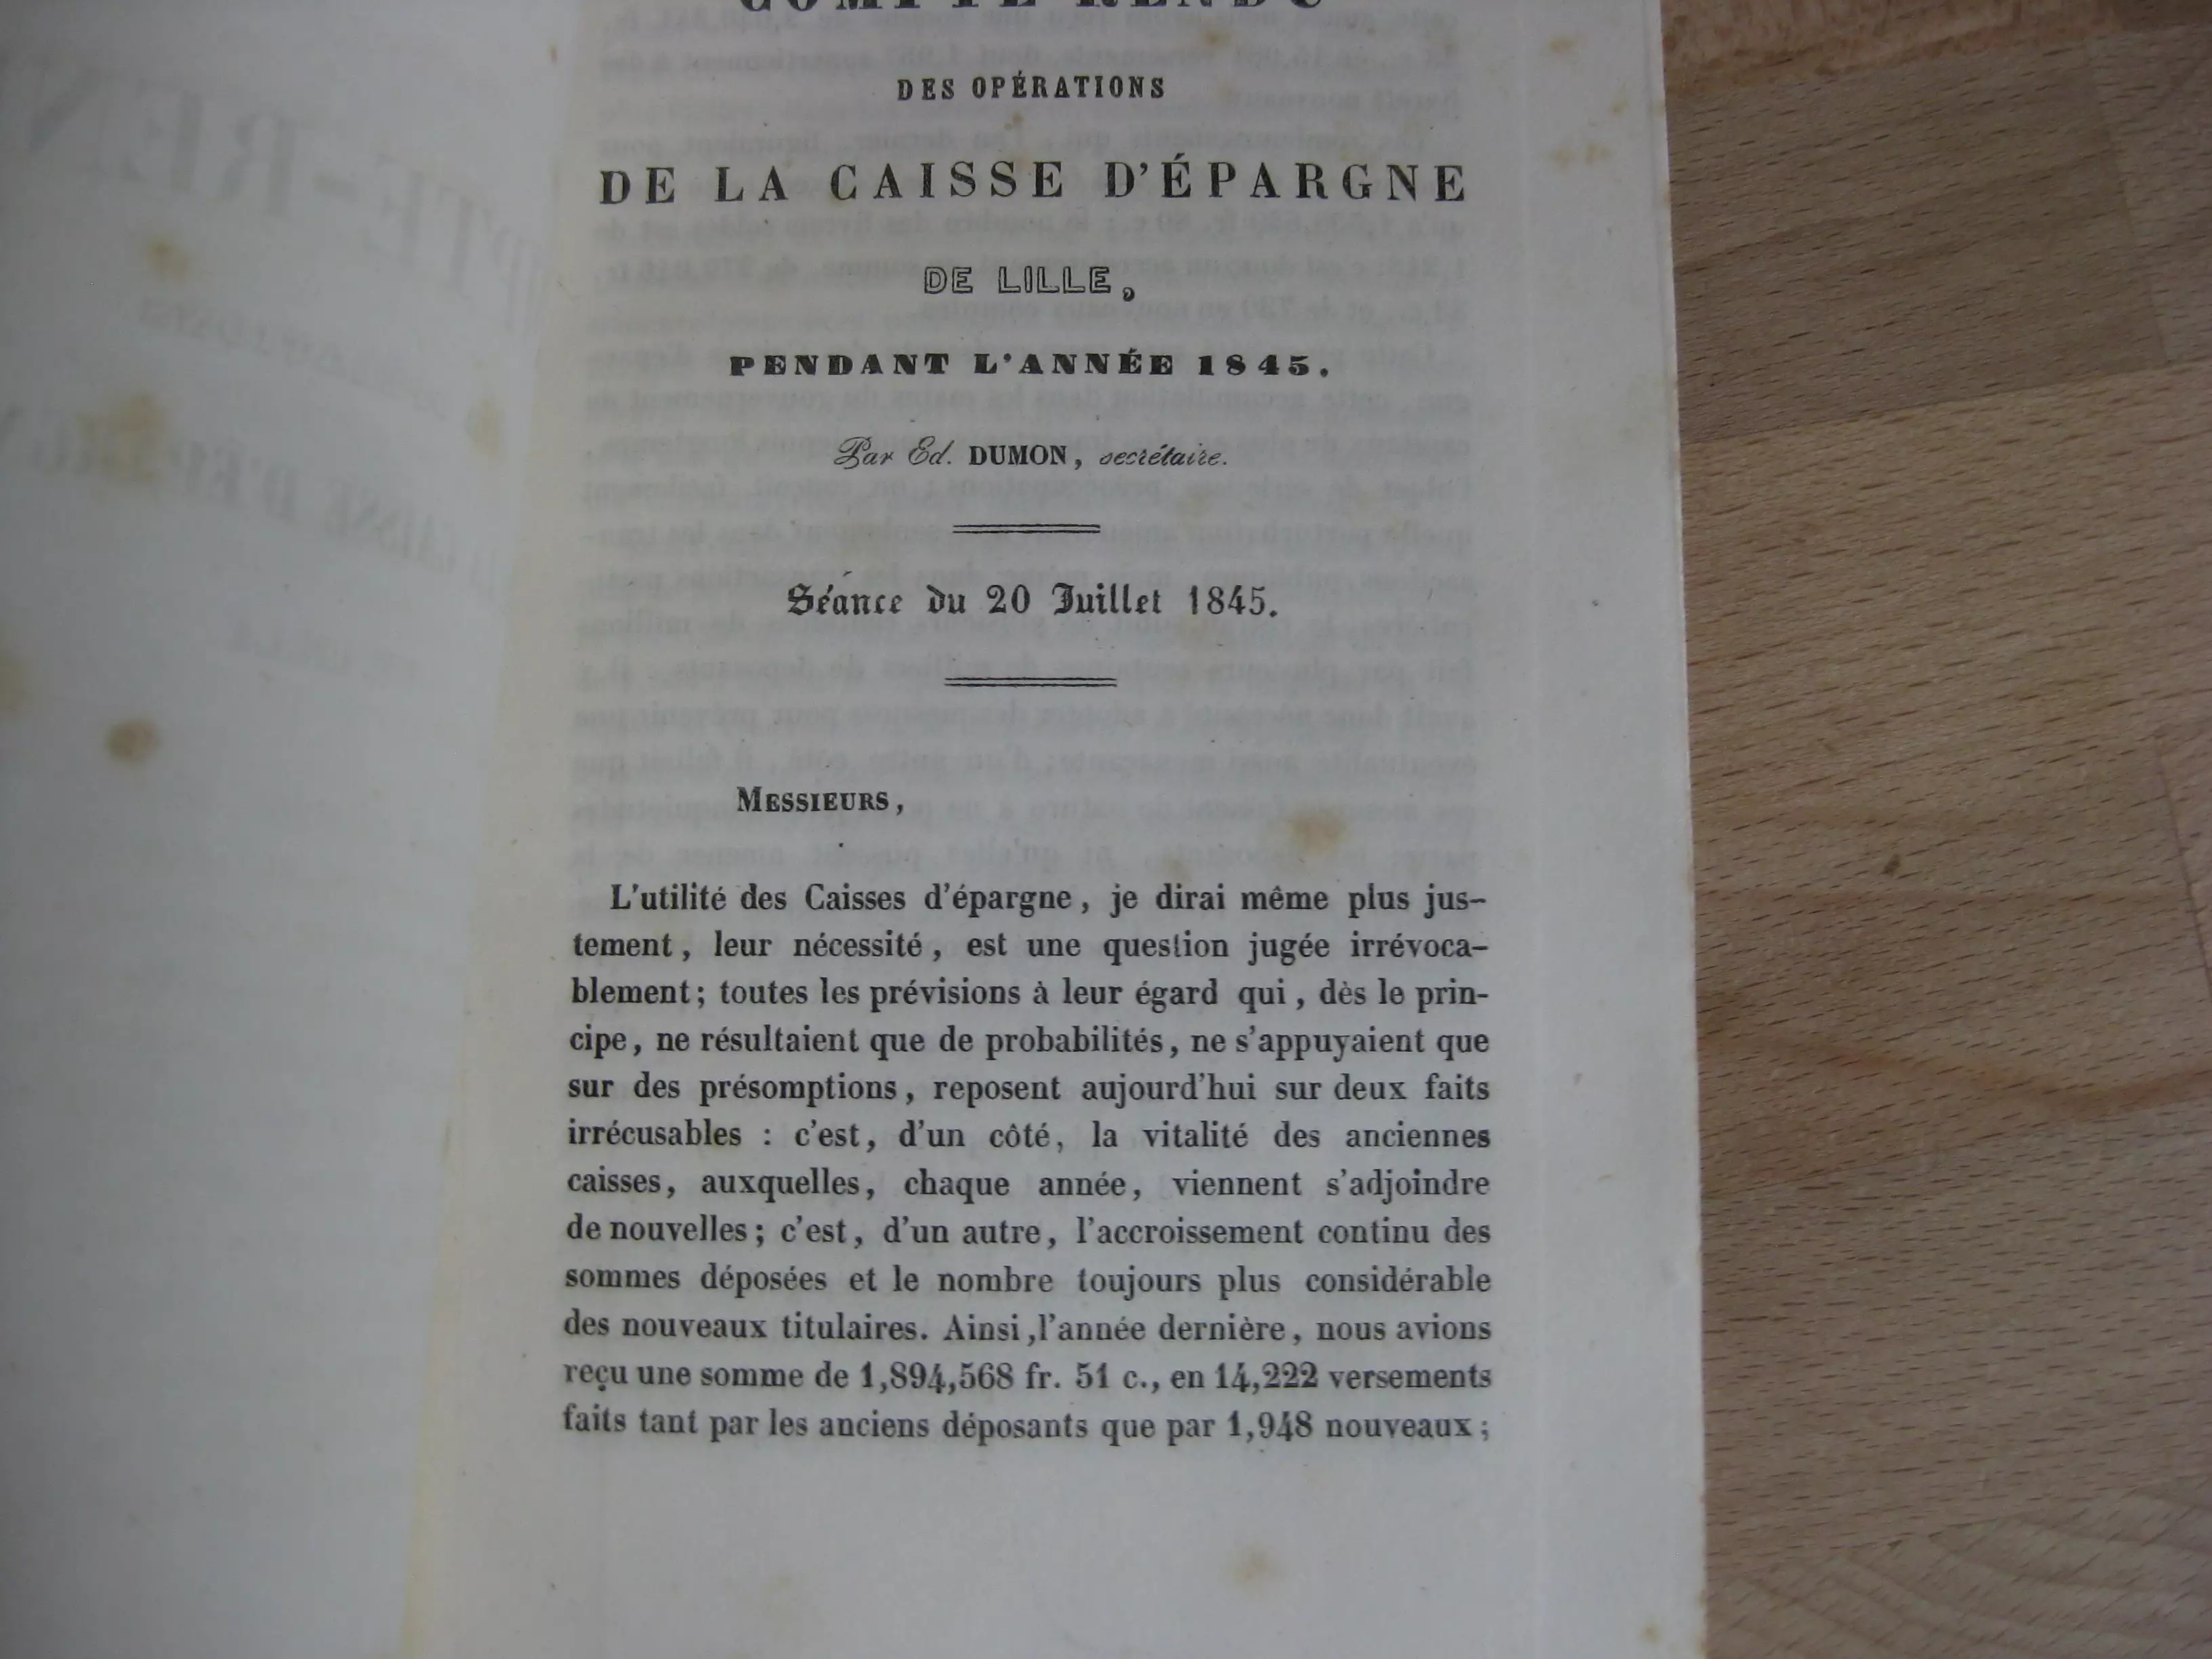 COMPTE RENDU
DES OPÉRATIONS
DE LA CAISSE D'ÉPARGNE
DE LILLE,
PENDANT L'ANNÉE 1845.
Par Ed. DUMON, secrétaire.
Séance du 20 Juillet 1845.
MESSIEURS,
L'utilité des Caisses d'épargne, je dirai même plus jus-
tement, leur nécessité, est une question jugée irrévoca-
blement; toutes les prévisions à leur égard qui, dès le prin-
cipe, ne résultaient que de probabilités, ne s'appuyaient que
sur des présomptions, reposent aujourd'hui sur deux faits
irrécusables : c'est, d'un côté, la vitalité des anciennes
caisses, auxquelles, chaque année, viennent s'adjoindre
de nouvelles; c'est, d'un autre, l'accroissement continu des
sommes déposées et le nombre toujours plus considérable
des nouveaux titulaires. Ainsi, l'année dernière, nous avions
reçu une somme de 1,894,568 fr. 51 c., en 14,222 versements
faits tant par les anciens déposants que par 1,948 nouveaux;